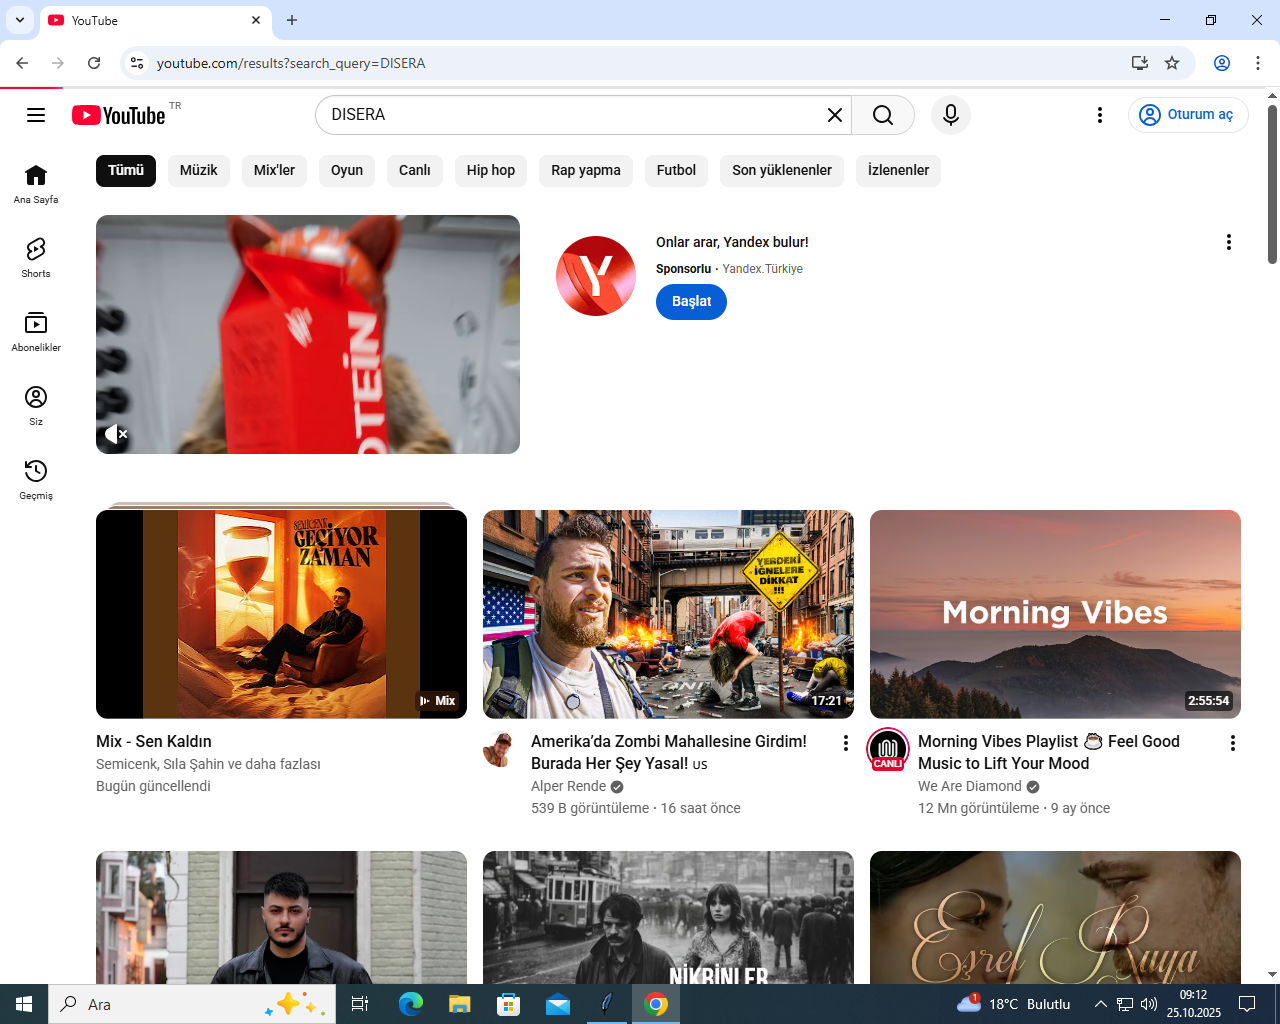 YouTube
youtube.com/results?search_query=DISERA
YouTube TR
DISERA
Oturum aç
Tümü
Müzik
Mix'ler
Oyun
Canlı
Hip hop
Rap yapma
Futbol
Son yüklenenler
İzlenenler
Ana Sayfa
Shorts
Abonelikler
Siz
Geçmiş
OTEİN
Y
Onlar arar, Yandex bulur!
Sponsorlu · Yandex.Türkiye
Başlat
SEMİCENK
GEÇİYOR
ZAMAN
Mix
YERDEKİ
İĞNELERE
DİKKAT
!!!
17:21
Morning Vibes
2:55:54
Mix - Sen Kaldın
Semicenk, Sıla Şahin ve daha fazlası
Bugün güncellendi
Amerika’da Zombi Mahallesine Girdim!
Burada Her Şey Yasal! US
Alper Rende
539 B görüntüleme · 16 saat önce
CANLI
Morning Vibes Playlist ☕ Feel Good
Music to Lift Your Mood
We Are Diamond
12 Mn görüntüleme · 9 ay önce
NİKBİNLER
Eşref Rüya
Ara
1
18°C Bulutlu
09:12
25.10.2025